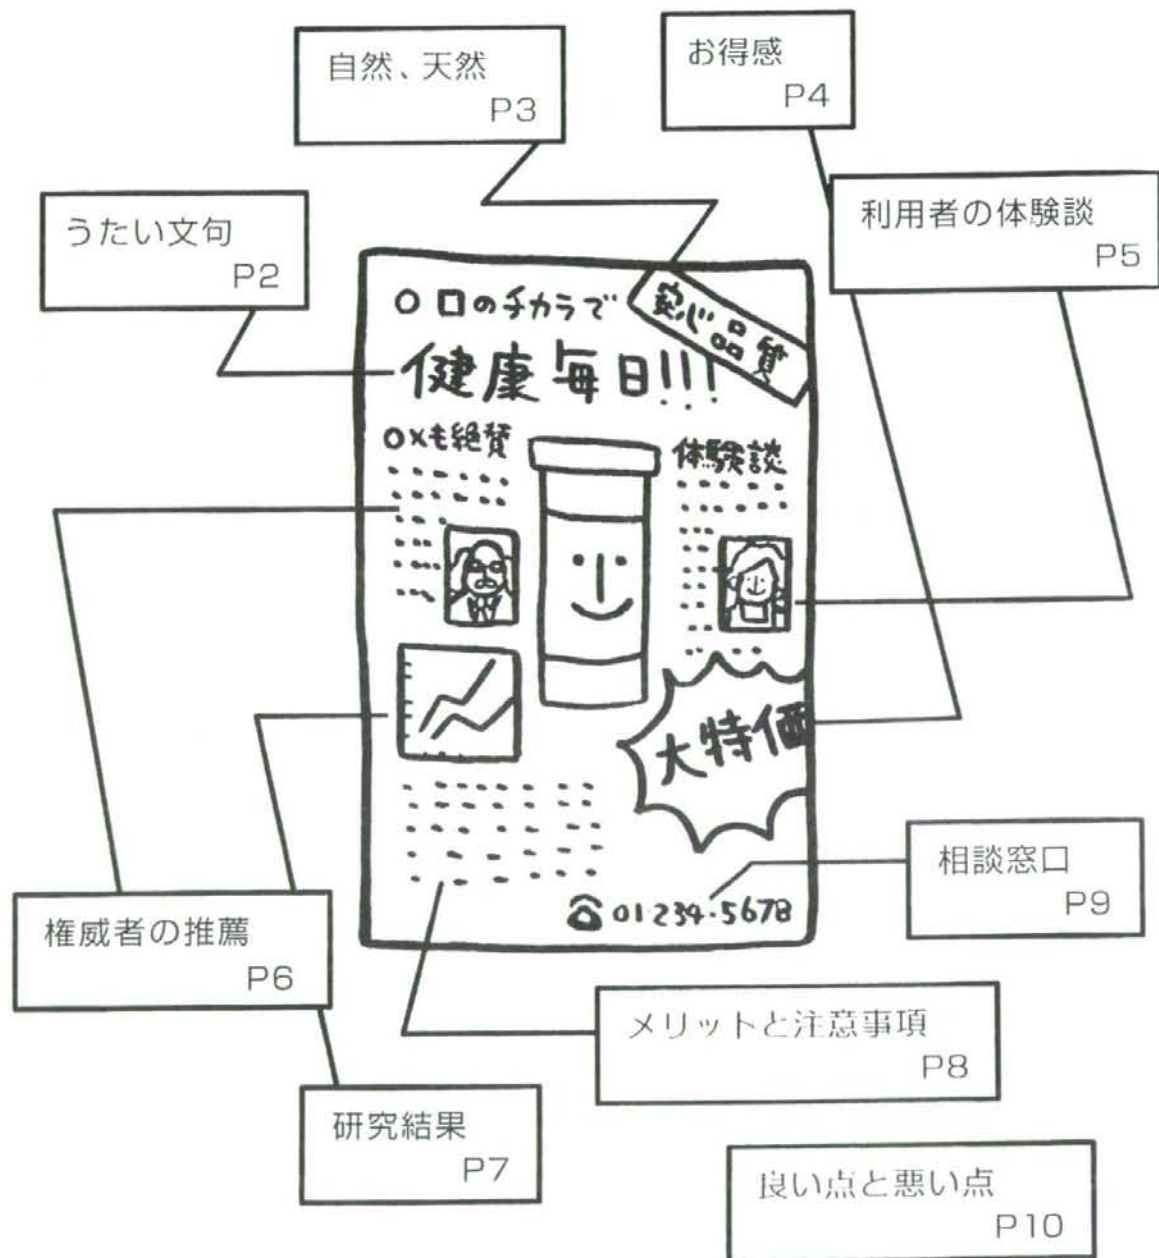 自然、天然
P3
お得感
P4
うたい文句
P2
利用者の体験談
P5
○□のチカラで
安心品質
健康毎日!!!
○×も絶賛
体験談
大特価
01-234-5678
相談窓口
P9
権威者の推薦
P6
メリットと注意事項
P8
研究結果
P7
良い点と悪い点
P10